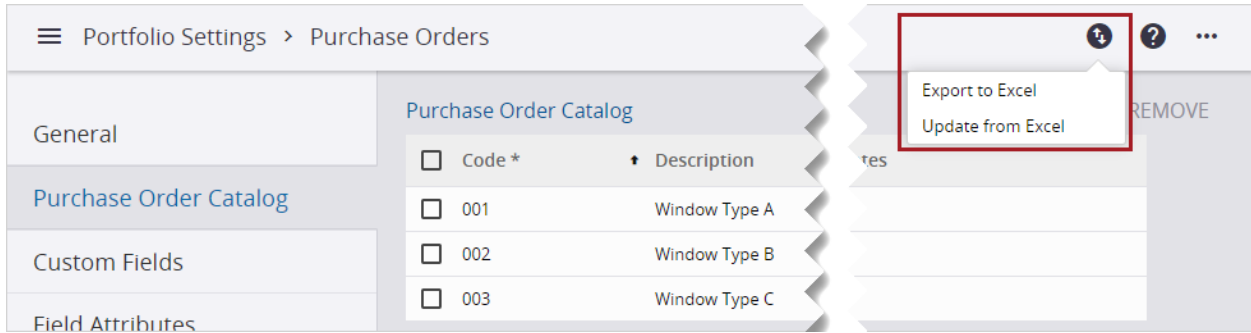 Portfolio Settings > Purchase Orders
Export to Excel
Update from Excel
REMOVE
General
Purchase Order Catalog
Custom Fields
Field Attributes
Purchase Order Catalog
Code * Description
001 Window Type A
002 Window Type B
003 Window Type C